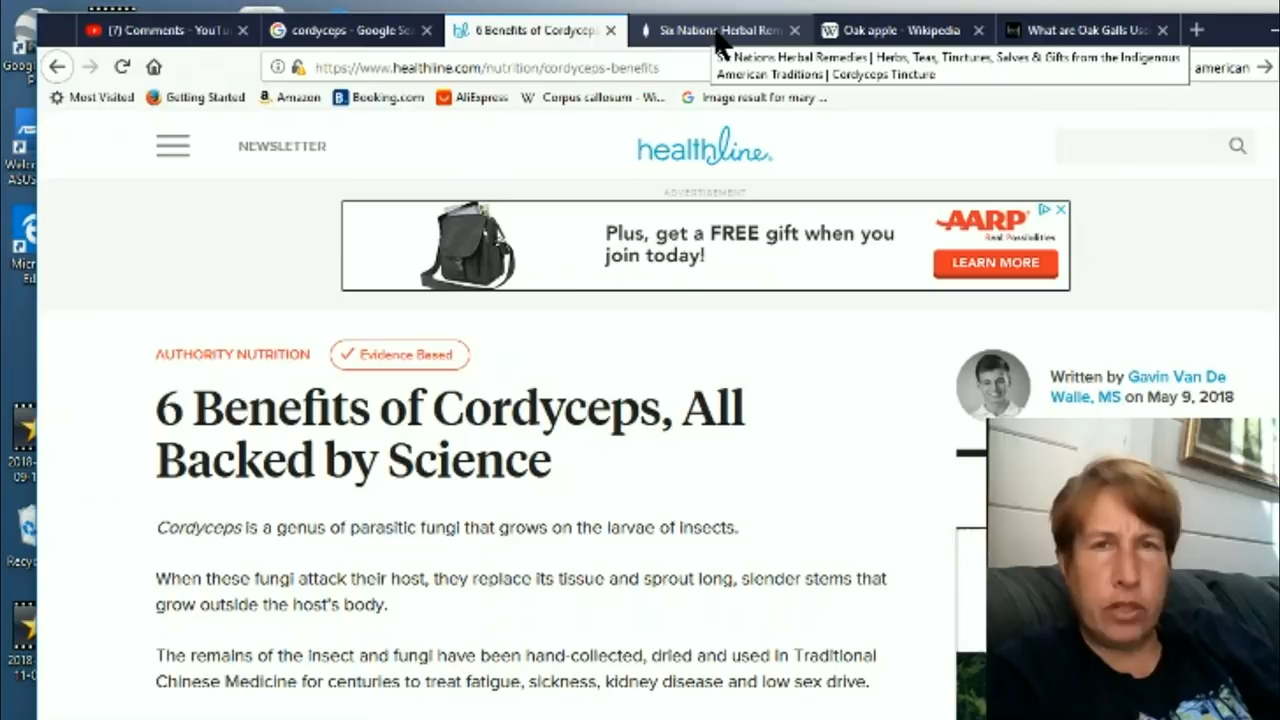 (7) Comments - YouTu
cordyceps - Google Se
6 Benefits of Cordyceps,
Six Nations Herbal Rem
Oak apple - Wikipedia
What are Oak Galls Us
https://www.healthline.com/nutrition/cordyceps-benefits
Six Nations Herbal Remedies | Herbs, Teas, Tinctures, Salves & Gifts from the Indigenous
American Traditions | Cordyceps Tincture
american
Most Visited
Getting Started
Amazon
Booking.com
AliExpress
Corpus callosum - Wi...
Image result for mary ...
NEWSLETTER
healthline
ADVERTISEMENT
Plus, get a FREE gift when you
join today!
AARP
Real Possibilities
LEARN MORE
AUTHORITY NUTRITION
Evidence Based
6 Benefits of Cordyceps, All
Backed by Science
Written by Gavin Van De
Walle, MS on May 9, 2018
Cordyceps is a genus of parasitic fungi that grows on the larvae of insects.
When these fungi attack their host, they replace its tissue and sprout long, slender stems that
grow outside the host's body.
The remains of the insect and fungi have been hand-collected, dried and used in Traditional
Chinese Medicine for centuries to treat fatigue, sickness, kidney disease and low sex drive.